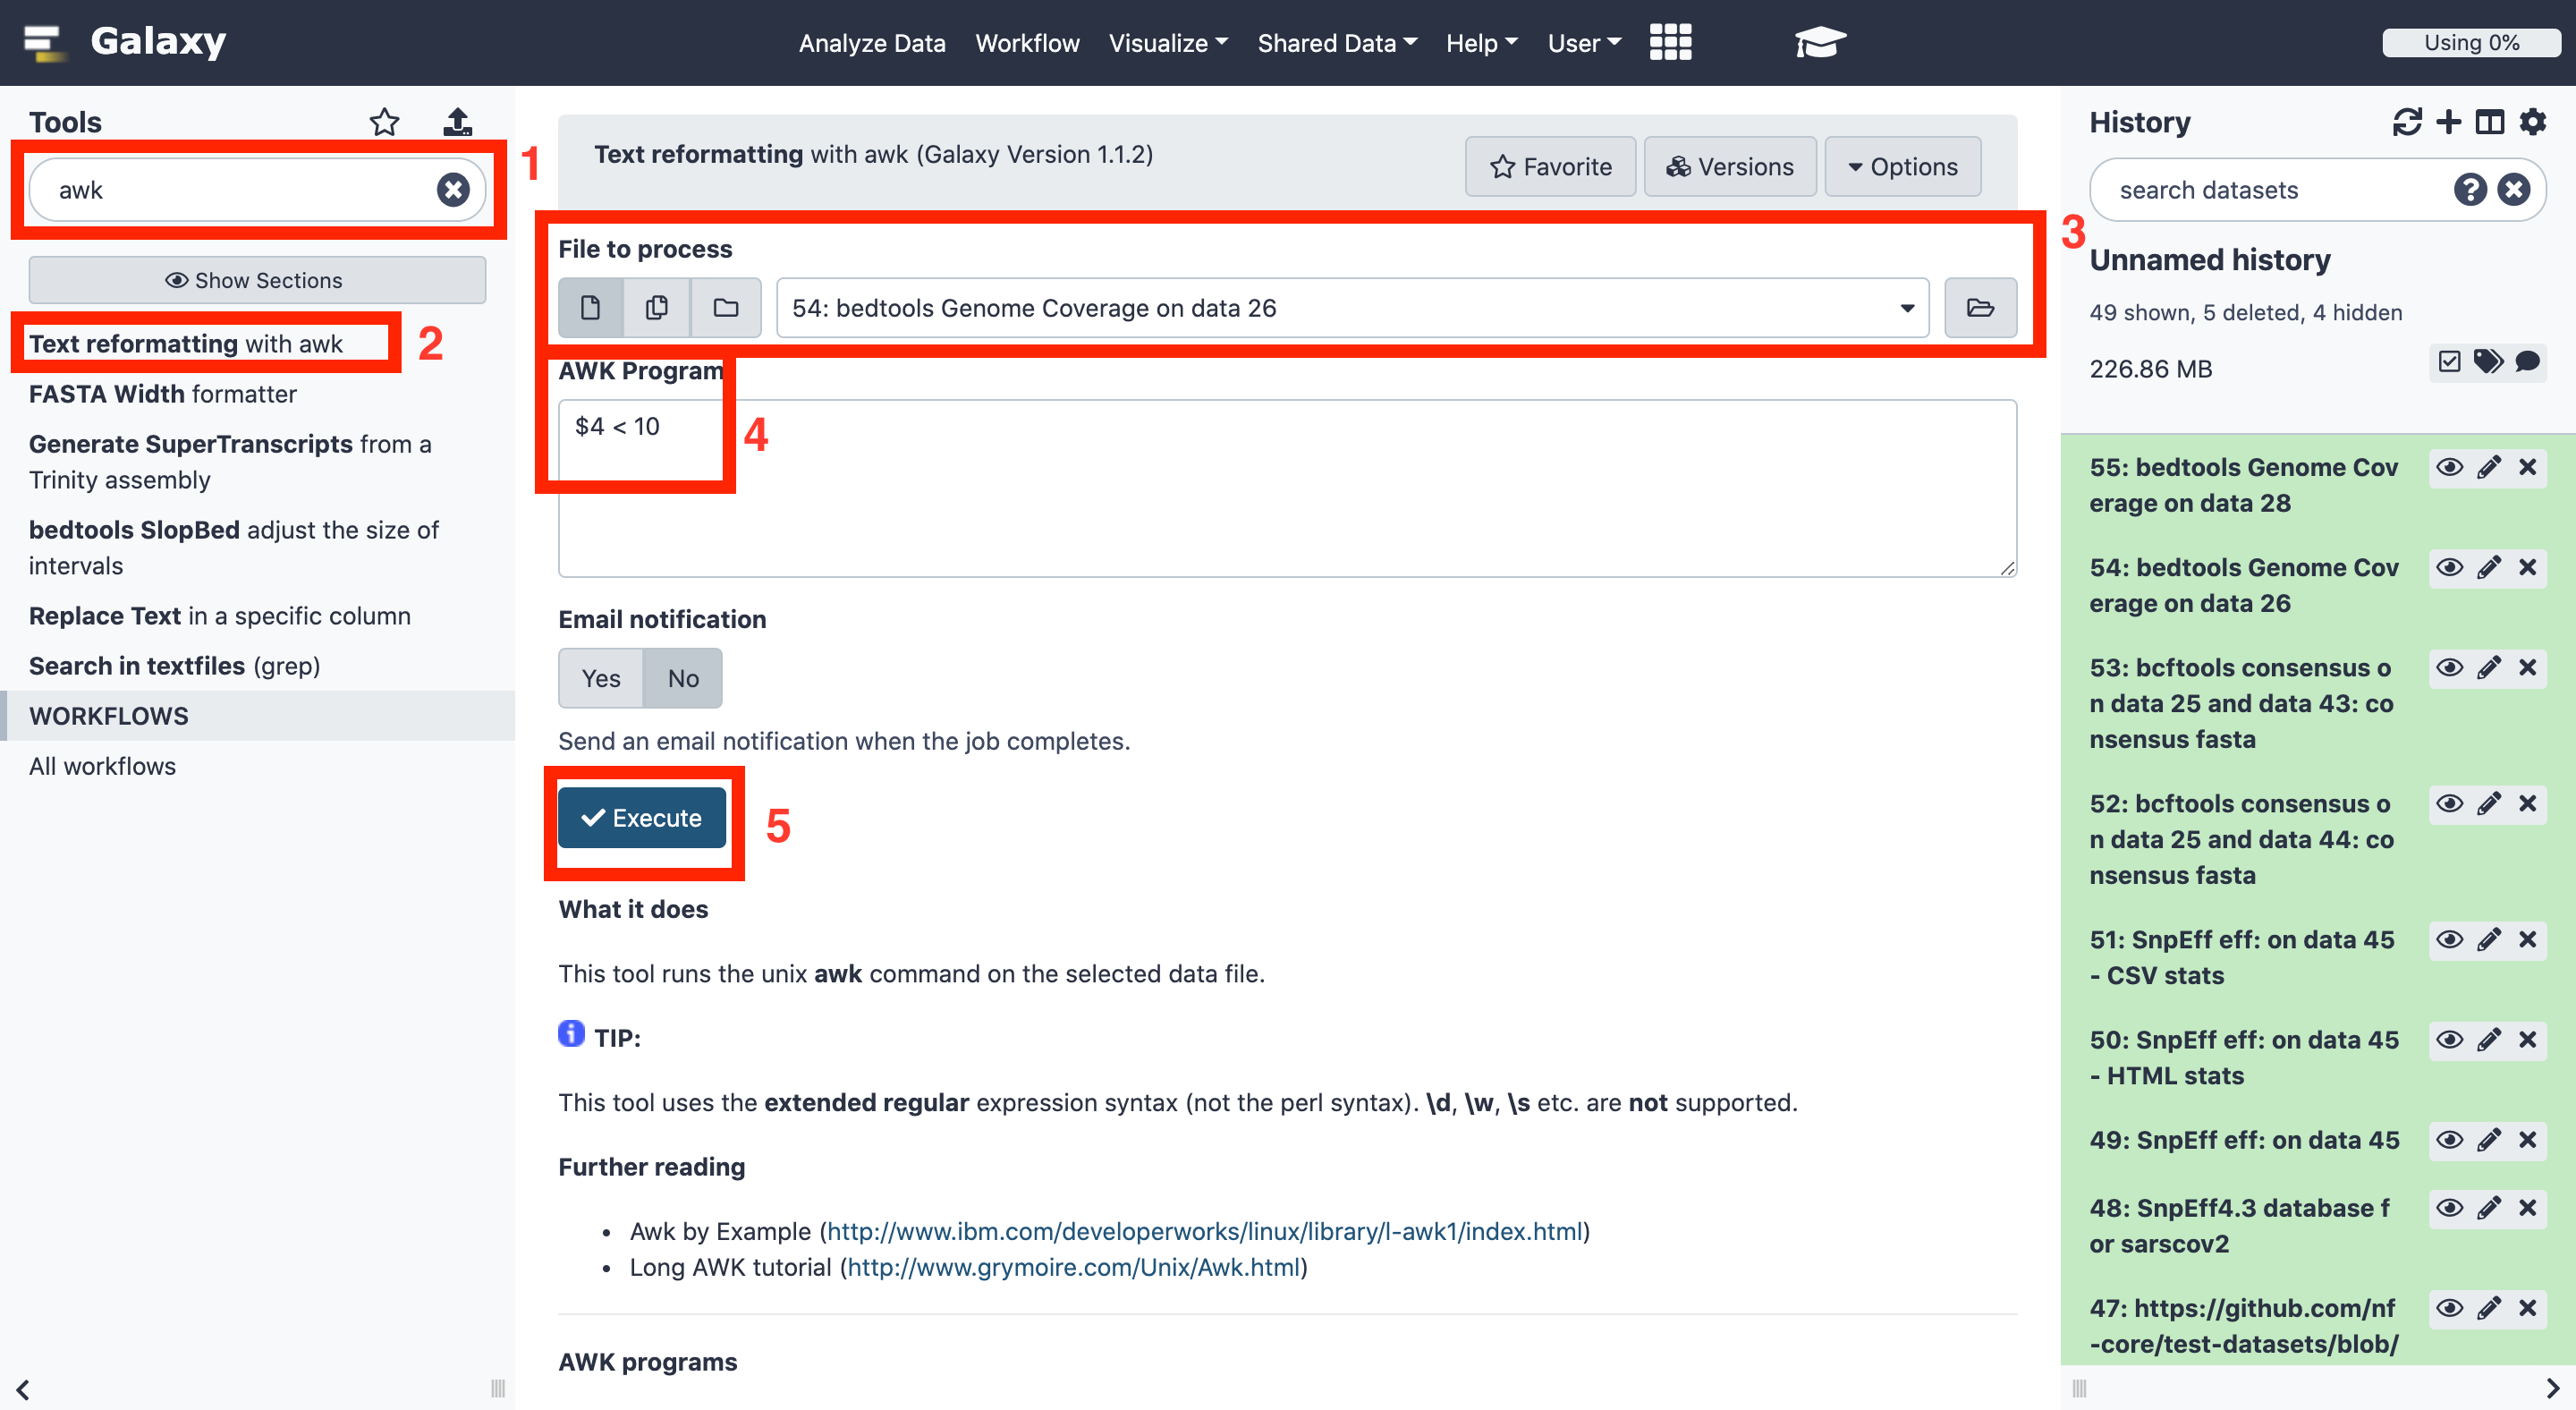 Galaxy
Analyze Data Workflow Visualize Shared Data Help User
Using 0%
Tools
awk
1
Show Sections
Text reformatting with awk
2
FASTA Width formatter
Generate SuperTranscripts from a
Trinity assembly
bedtools SlopBed adjust the size of
intervals
Replace Text in a specific column
Search in textfiles (grep)
WORKFLOWS
All workflows
Text reformatting with awk (Galaxy Version 1.1.2)
Favorite
Versions
Options
File to process
54: bedtools Genome Coverage on data 26
3
AWK Program
$4 < 10
4
Email notification
Yes No
Send an email notification when the job completes.
Execute
5
What it does
This tool runs the unix awk command on the selected data file.
TIP:
This tool uses the extended regular expression syntax (not the perl syntax). \d, \w, \s etc. are not supported.
Further reading
• Awk by Example (http://www.ibm.com/developerworks/linux/library/l-awk1/index.html)
• Long AWK tutorial (http://www.grymoire.com/Unix/Awk.html)
AWK programs
History
search datasets
Unnamed history
49 shown, 5 deleted, 4 hidden
226.86 MB
55: bedtools Genome Cov
erage on data 28
54: bedtools Genome Cov
erage on data 26
53: bcftools consensus o
n data 25 and data 43: co
nsensus fasta
52: bcftools consensus o
n data 25 and data 44: co
nsensus fasta
51: SnpEff eff: on data 45
- CSV stats
50: SnpEff eff: on data 45
- HTML stats
49: SnpEff eff: on data 45
48: SnpEff4.3 database f
or sarscov2
47: https://github.com/nf
-core/test-datasets/blob/